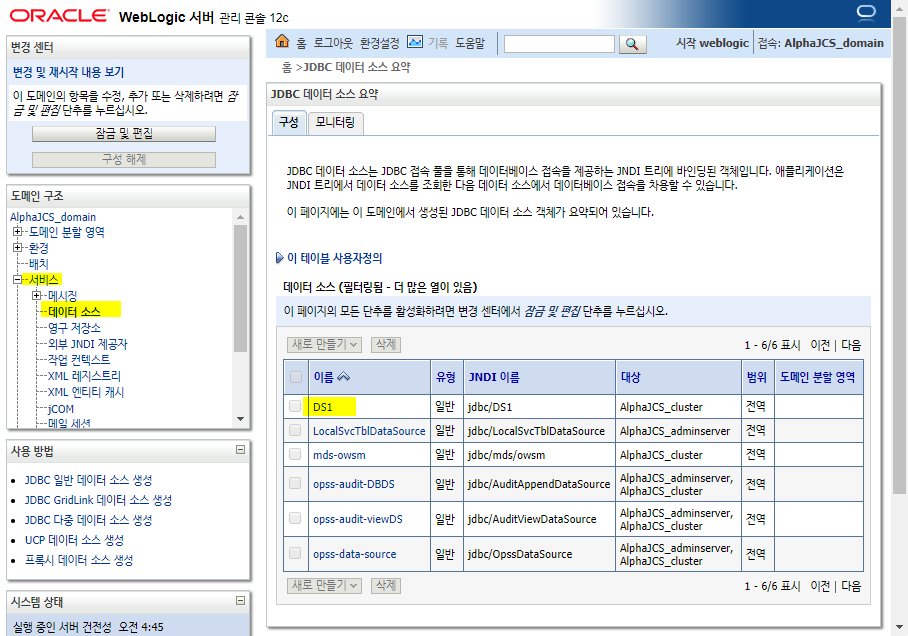 ORACLE WebLogic 서버 관리 콘솔 12c
변경 센터
변경 및 재시작 내용 보기
이 도메인의 항목을 수정, 추가 또는 삭제하려면 잠
금 및 편집 단추를 누르십시오.
잠금 및 편집
구성 해제
도메인 구조
AlphaJCS_domain
도메인 분할 영역
환경
배치
서비스
메시징
데이터 소스
영구 저장소
외부 JNDI 제공자
작업 컨텍스트
XML 레지스트리
XML 엔티티 캐시
jCOM
메일 세션
사용 방법
JDBC 일반 데이터 소스 생성
JDBC GridLink 데이터 소스 생성
JDBC 다중 데이터 소스 생성
UCP 데이터 소스 생성
프록시 데이터 소스 생성
시스템 상태
실행 중인 서버 건전성 오전 4:45
홈 로그아웃 환경설정 기록 도움말
시작 weblogic 접속: AlphaJCS_domain
홈 >JDBC 데이터 소스 요약
JDBC 데이터 소스 요약
구성 모니터링
JDBC 데이터 소스는 JDBC 접속 풀을 통해 데이터베이스 접속을 제공하는 JNDI 트리에 바인딩된 객체입니다. 애플리케이션은
JNDI 트리에서 데이터 소스를 조회한 다음 데이터 소스에서 데이터베이스 접속을 차용할 수 있습니다.
이 페이지에는 이 도메인에서 생성된 JDBC 데이터 소스 객체가 요약되어 있습니다.
이 테이블 사용자정의
데이터 소스 (필터링됨 - 더 많은 열이 있음)
이 페이지의 모든 단추를 활성화하려면 변경 센터에서 잠금 및 편집 단추를 누르십시오.
새로 만들기 삭제 1 - 6/6 표시 이전 | 다음
이름 유형 JNDI 이름 대상 범위 도메인 분할 영역
DS1 일반 jdbc/DS1 AlphaJCS_cluster 전역
LocalSvcTblDataSource 일반 jdbc/LocalSvcTblDataSource AlphaJCS_adminserver 전역
mds-owsm 일반 jdbc/mds/owsm AlphaJCS_cluster 전역
opss-audit-DBDS 일반 jdbc/AuditAppendDataSource AlphaJCS_adminserver, 전역
AlphaJCS_cluster
opss-audit-viewDS 일반 jdbc/AuditViewDataSource AlphaJCS_adminserver, 전역
AlphaJCS_cluster
opss-data-source 일반 jdbc/OpssDataSource AlphaJCS_adminserver, 전역
AlphaJCS_cluster
새로 만들기 삭제 1 - 6/6 표시 이전 | 다음